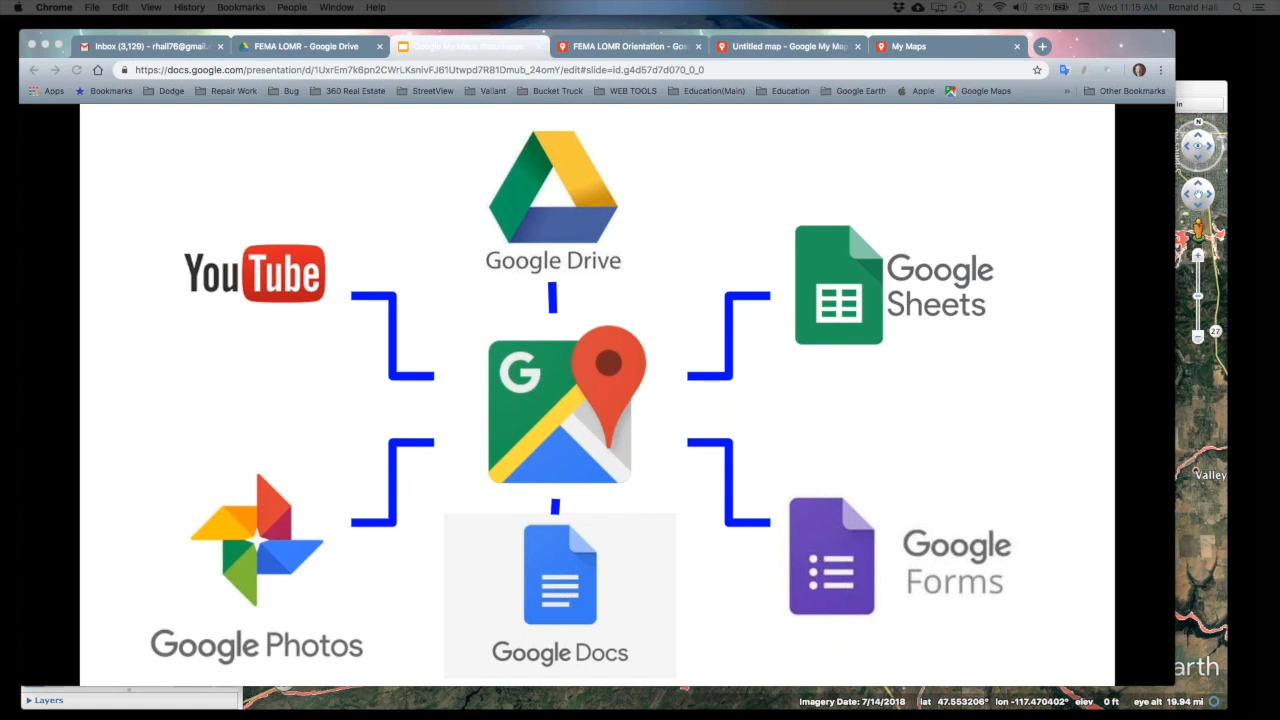 Chrome File Edit View History Bookmarks People Window Help
Wed 11:15 AM Ronald Hall
Inbox (3,129) - rhall76@gmail.
FEMA LOMR - Google Drive
FEMA LOMR Orientation - Goo
Untitled map - Google My Map
My Maps
https://docs.google.com/presentation/d/1UxrEm7k6pn2CWrLKsnivFJ61Utwpd7R81Dmub_24omY/edit#slide=id.g4d57d7d070_0_0
Apps Bookmarks Dodge Repair Work Bug 360 Real Estate StreetView Valiant Bucket Truck WEB TOOLS Education(Main) Education Google Earth Apple Google Maps » Other Bookmarks
in
N
Google Drive
YouTube
Google
Sheets
27
G
Valley
Google
Forms
Google Photos
Google Docs
arth
Layers
Imagery Date: 7/14/2018 lat 47.553206° lon -117.470402° elev 0 ft eye alt 19.94 mi